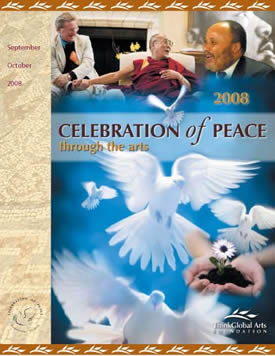 September
October
2008
2008
CELEBRATION of PEACE
through the arts
ThinkGlobal Arts
FOUNDATION